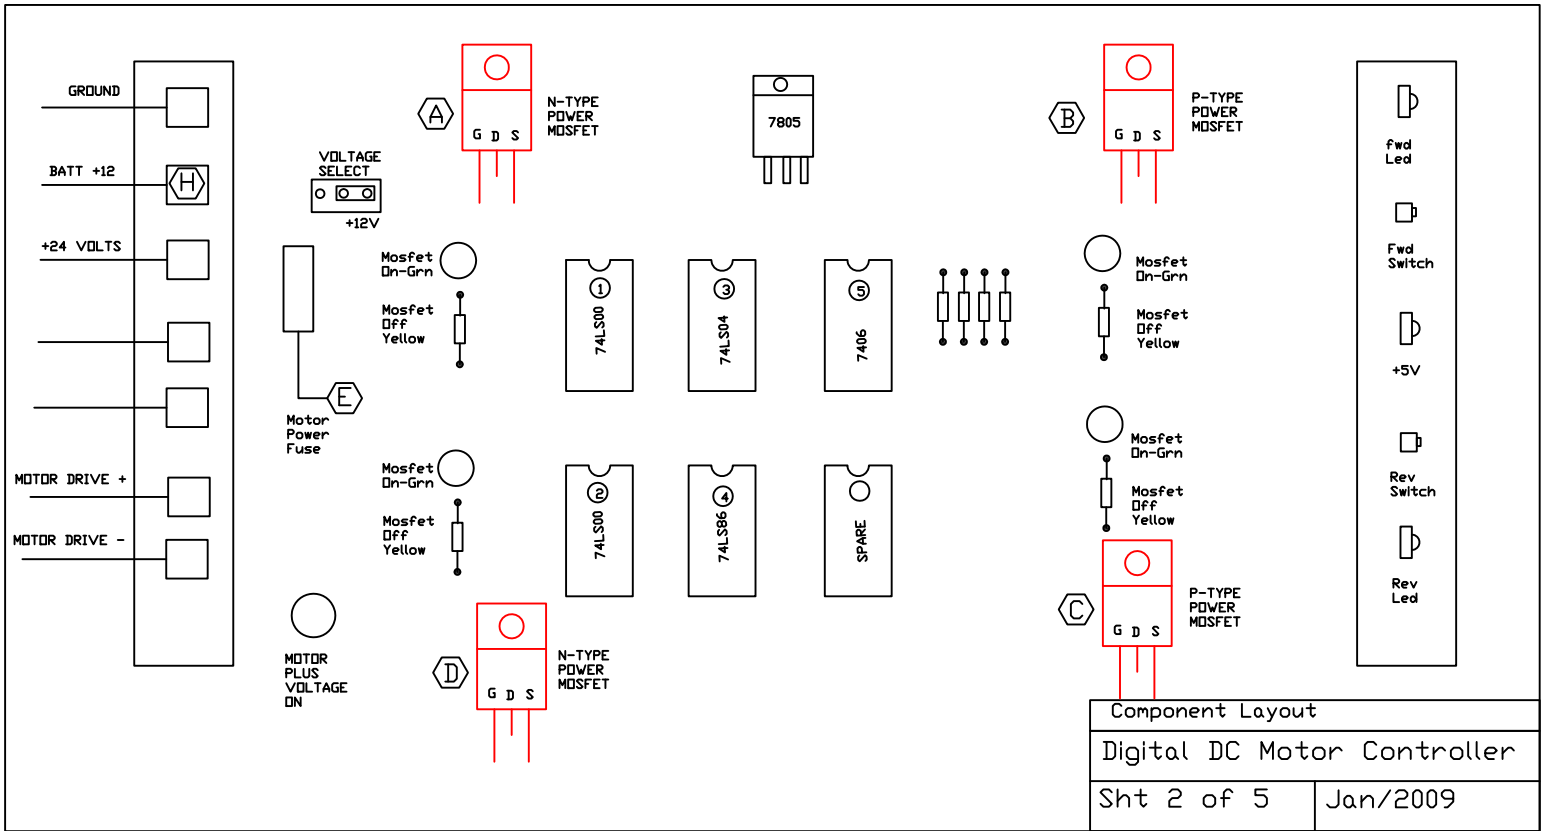 GROUND
BATT +12
H
+24 VOLTS
MOTOR DRIVE +
MOTOR DRIVE -
VOLTAGE
SELECT
+12V
E
Motor
Power
Fuse
MOTOR
PLUS
VOLTAGE
ON
A
G D S
N-TYPE
POWER
MOSFET
Mosfet
On-Grn
Mosfet
Off
Yellow
Mosfet
On-Grn
Mosfet
Off
Yellow
D
G D S
N-TYPE
POWER
MOSFET
7805
1
74LS00
3
74LS04
5
7406
2
74LS00
4
74LS86
SPARE
B
G D S
P-TYPE
POWER
MOSFET
Mosfet
On-Grn
Mosfet
Off
Yellow
Mosfet
On-Grn
Mosfet
Off
Yellow
C
G D S
P-TYPE
POWER
MOSFET
fwd
Led
Fwd
Switch
+5V
Rev
Switch
Rev
Led
Component Layout
Digital DC Motor Controller
Sht 2 of 5
Jan/2009